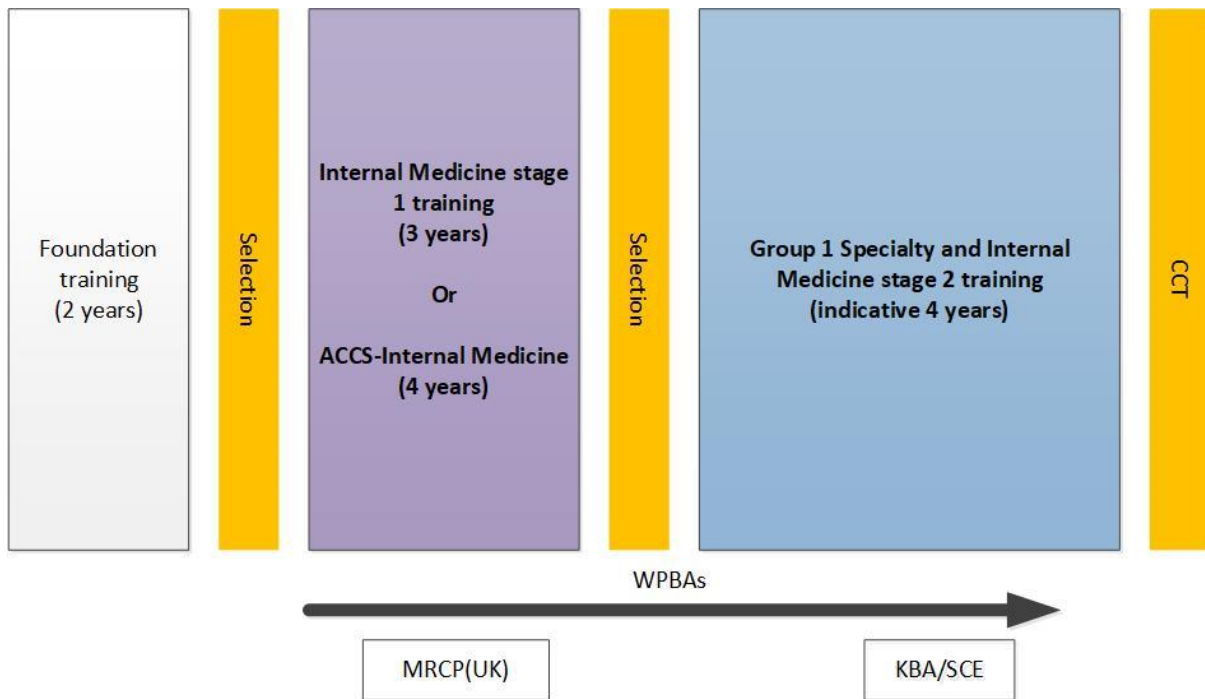 Foundation
training
(2 years)
Selection
Internal Medicine stage
1 training
(3 years)
Or
ACCS-Internal Medicine
(4 years)
Selection
Group 1 Specialty and Internal
Medicine stage 2 training
(indicative 4 years)
CCT
WPBAs
MRCP(UK)
KBA/SCE